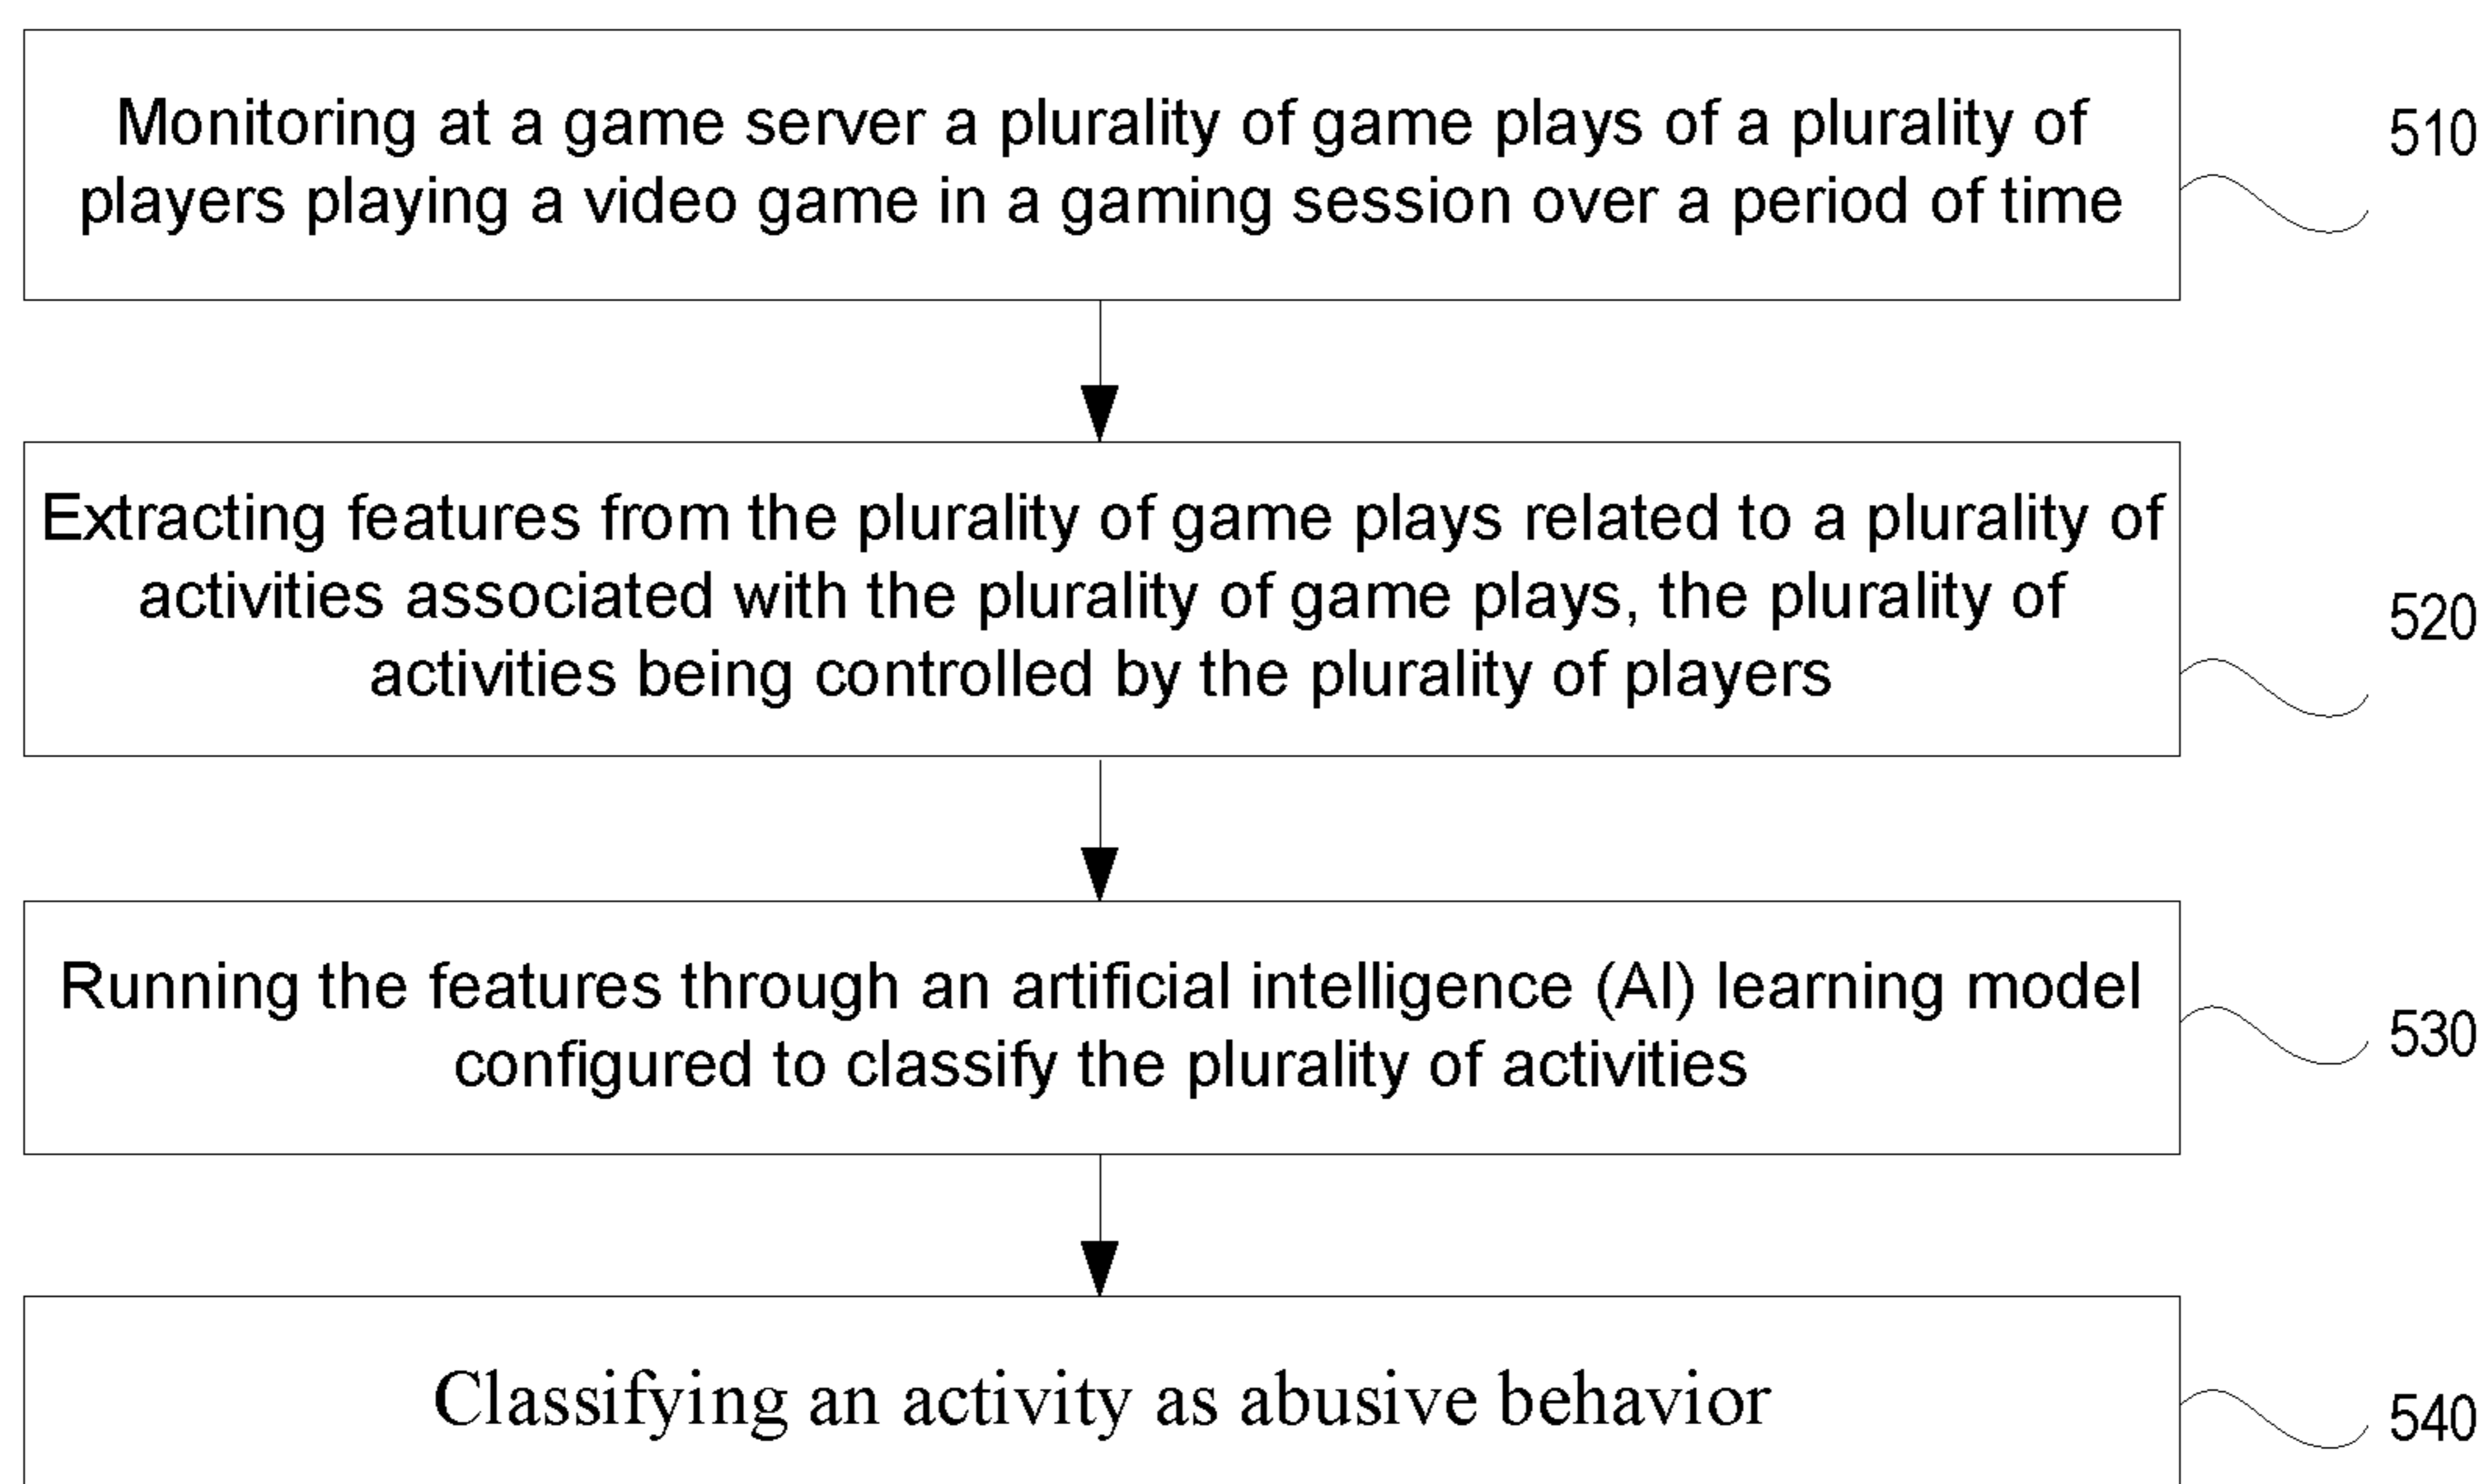 Monitoring at a game server a plurality of game plays of a plurality of
players playing a video game in a gaming session over a period of time
510
Extracting features from the plurality of game plays related to a plurality of
activities associated with the plurality of game plays, the plurality of
activities being controlled by the plurality of players
520
Running the features through an artificial intelligence (AI) learning model
configured to classify the plurality of activities
530
Classifying an activity as abusive behavior
540